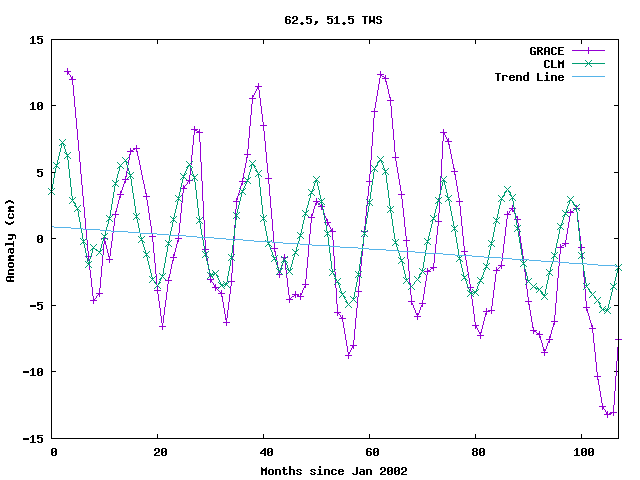 62.5, 51.5 TWS
GRACE
CLM
Trend Line
15
10
5
0
-5
-10
-15
Anomaly (cm)
0 20 40 60 80 100
Months since Jan 2002